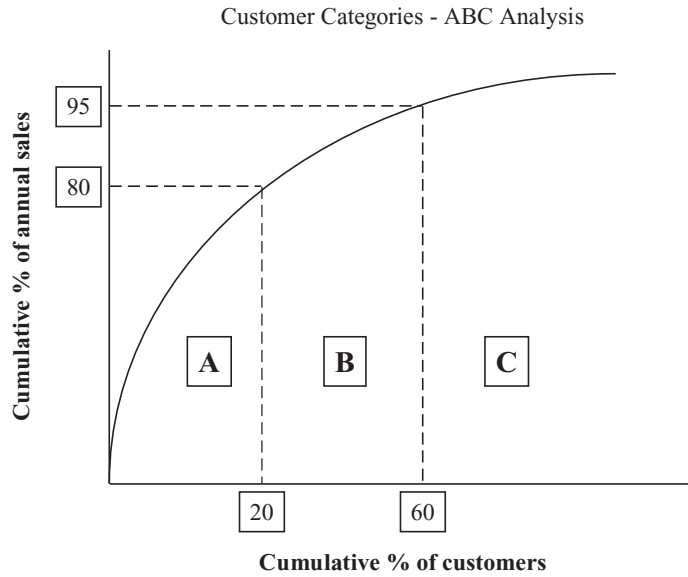 Customer Categories - ABC Analysis
Cumulative % of annual sales
95
80
A
B
C
20
60
Cumulative % of customers